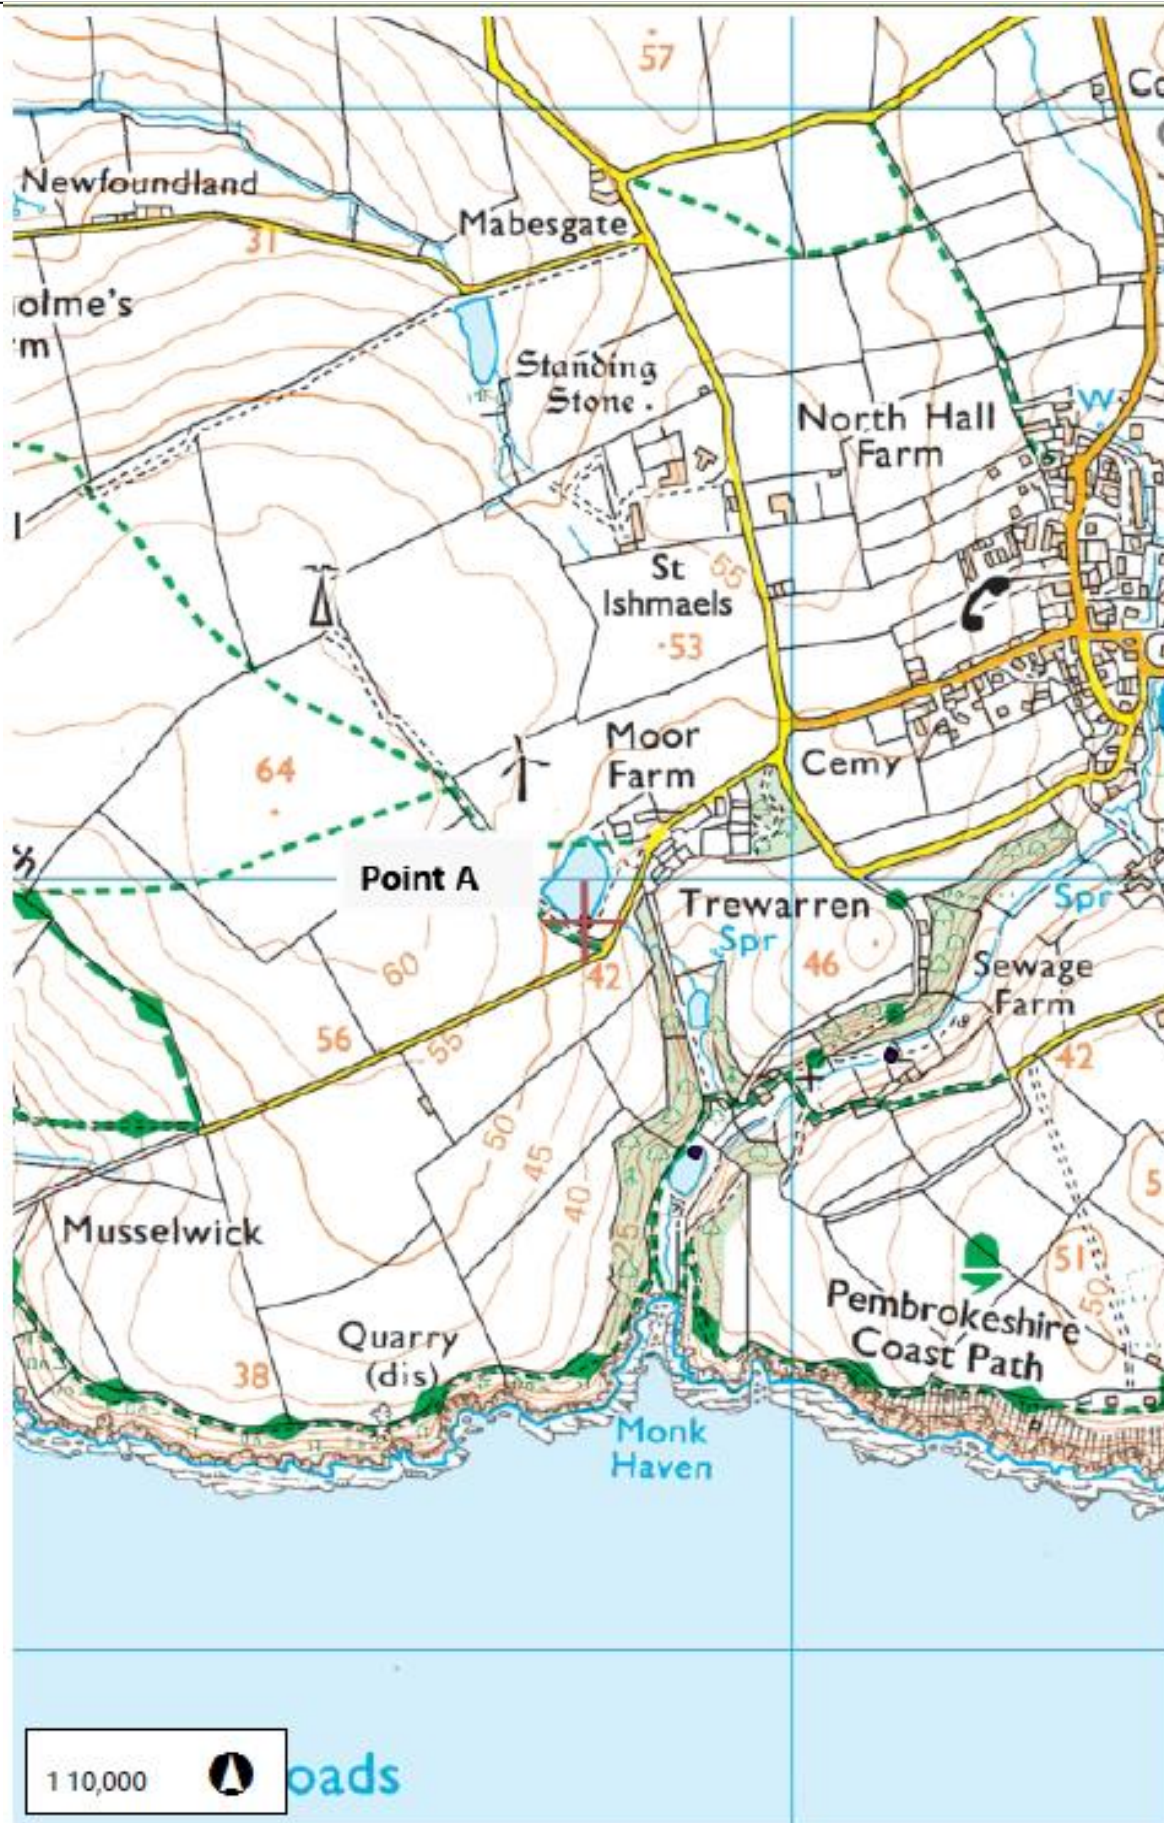 57
Co
Newfoundland
Mabesgate
31
olme's
m
Standing
Stone
W
North Hall
Farm
St
Ishmaels
55
53
Moor
Farm
Cemy
64
Point A
Trewarren
Spr
Spr
46
42
60
Sewage
Farm
56
55
42
50
45
40
25
Musselwick
51
50
5
Pembrokeshire
Coast Path
Quarry
(dis)
38
Monk
Haven
1 10,000
oads